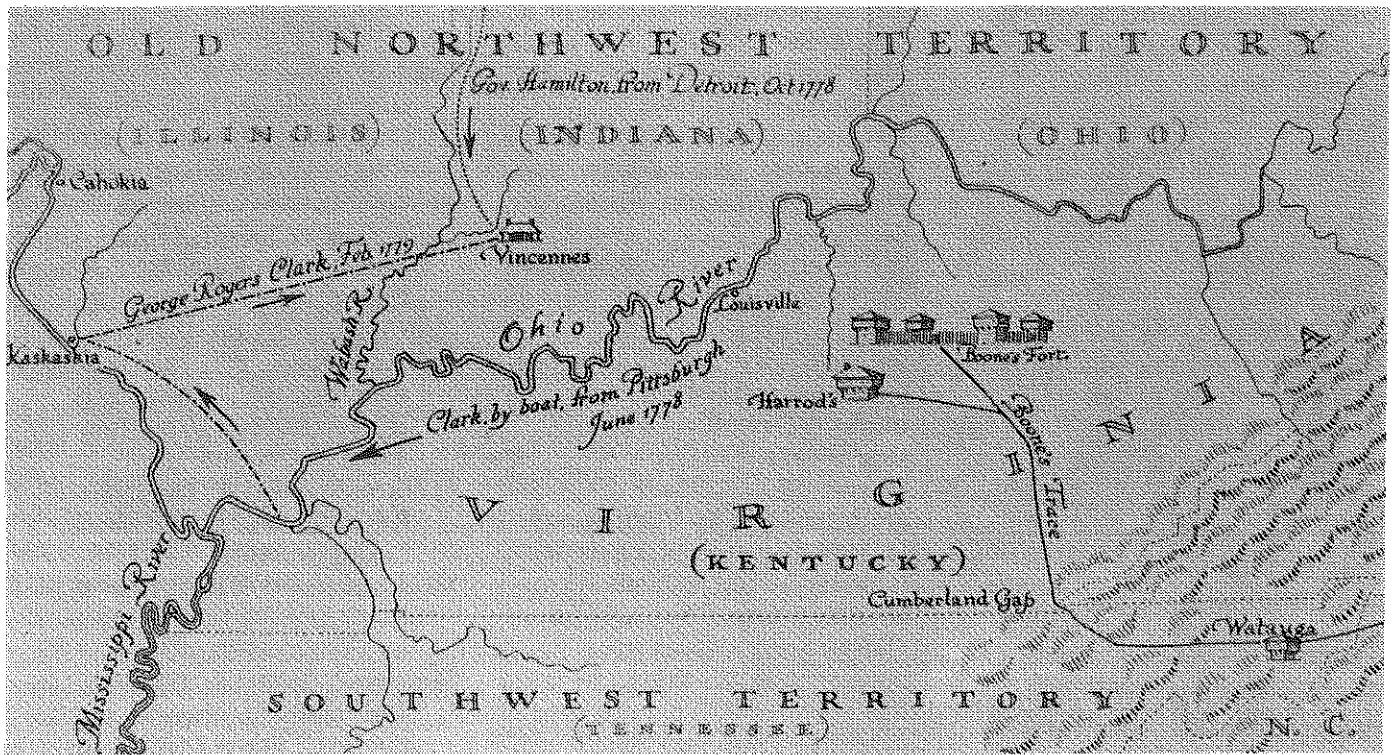 OLD NORTHWEST TERRITORY
Gov. Hamilton, from Detroit, Oct 1778
(ILLINOIS)
(INDIANA)
(OHIO)
Cahokia
George Rogers Clark, Feb. 1779
Vincennes
Wabash R.
Ohio River
Louisville
Kaskaskia
Boone's Fort.
Clark, by boat, from Pittsburgh
June 1778
Harrod's
Boone's Trace
VIRGINIA
(KENTUCKY)
Mississippi River
Cumberland Gap
Watauga
SOUTHWEST TERRITORY
(TENNESSEE)
N. C.